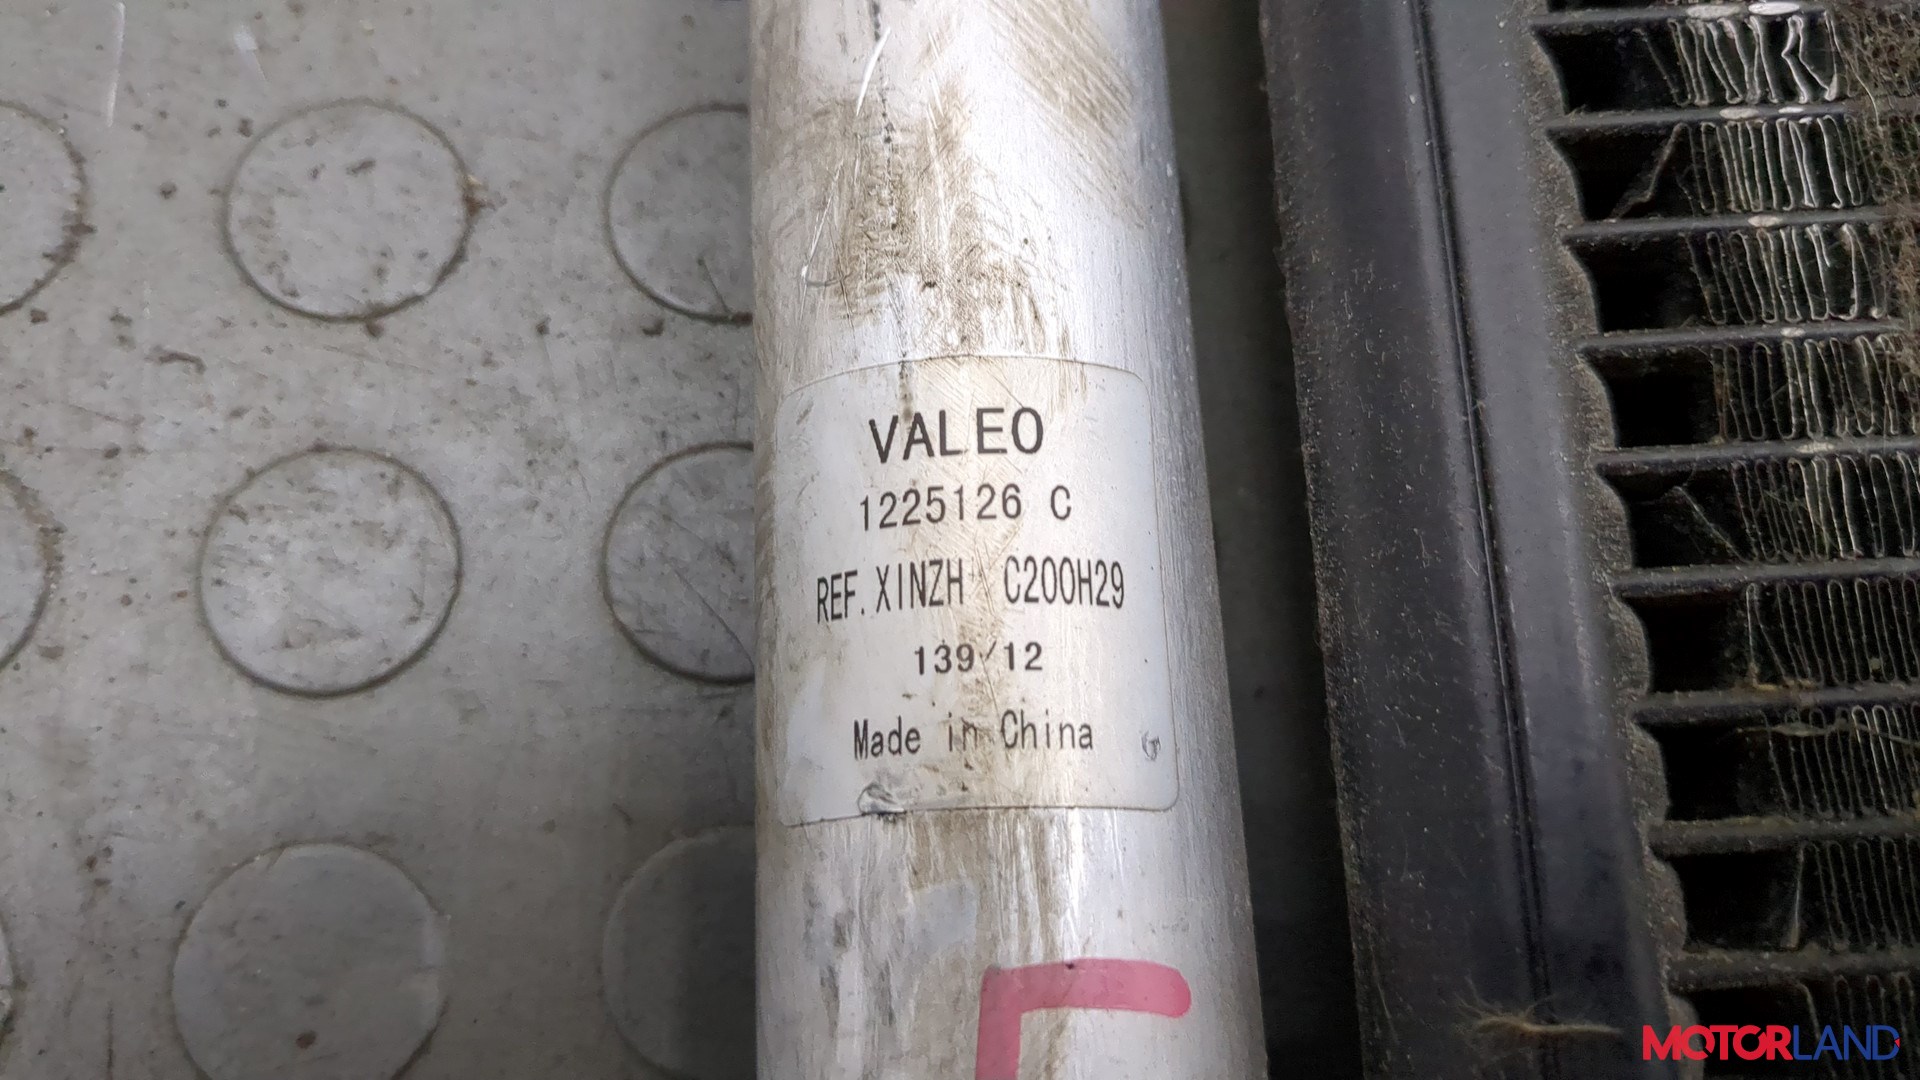 VALEO
1225126 C
REF. XINZH C200H29
139/12
Made in China
MOTORLAND